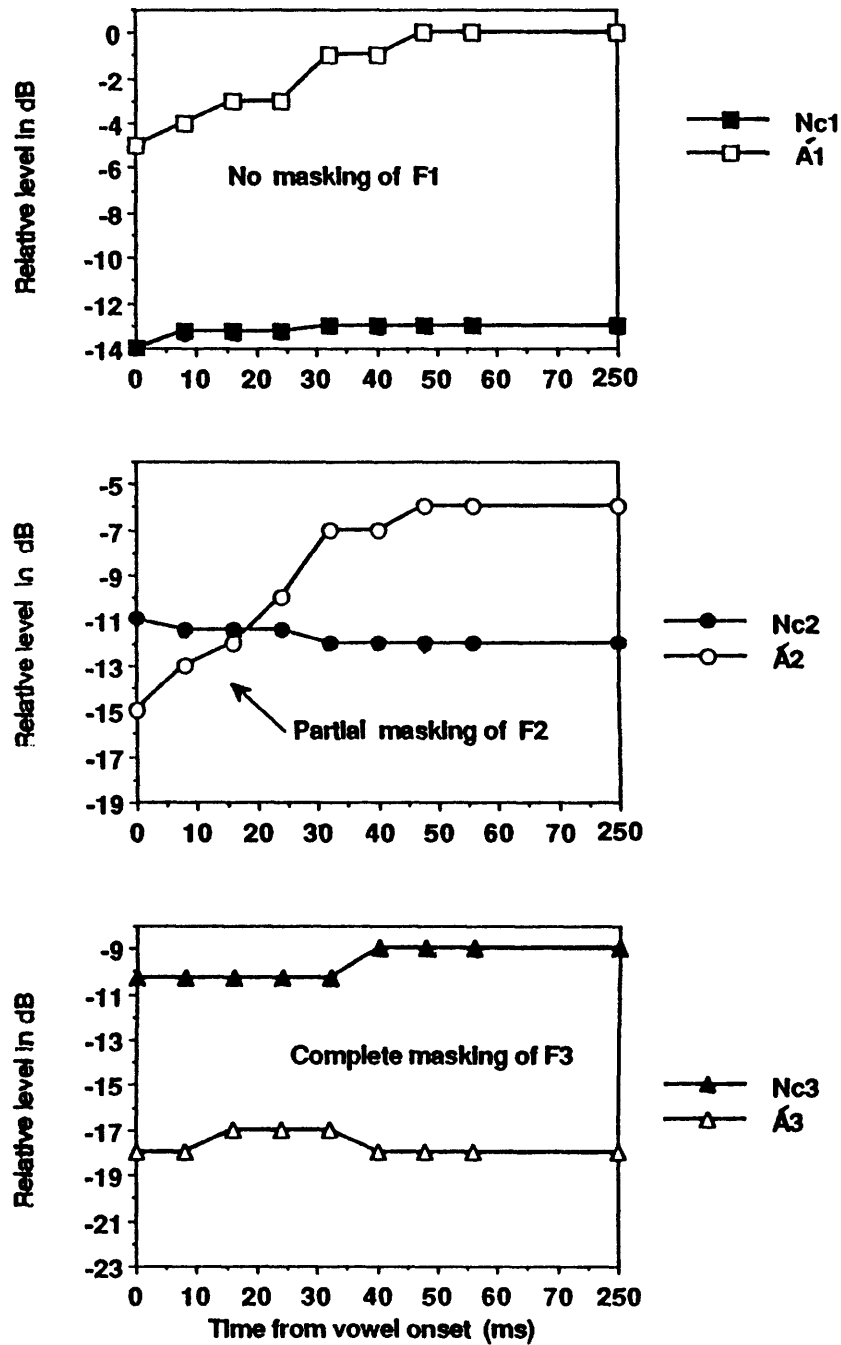 Relative level in dB
0
-2
-4
-6
-8
-10
-12
-14
No masking of F1
0 10 20 30 40 50 60 70 250
Nc1
Á1
Relative level in dB
-5
-7
-9
-11
-13
-15
-17
-19
Partial masking of F2
0 10 20 30 40 50 60 70 250
Nc2
Á2
Relative level in dB
-9
-11
-13
-15
-17
-19
-21
-23
Complete masking of F3
0 10 20 30 40 50 60 70 250
Time from vowel onset (ms)
Nc3
Á3